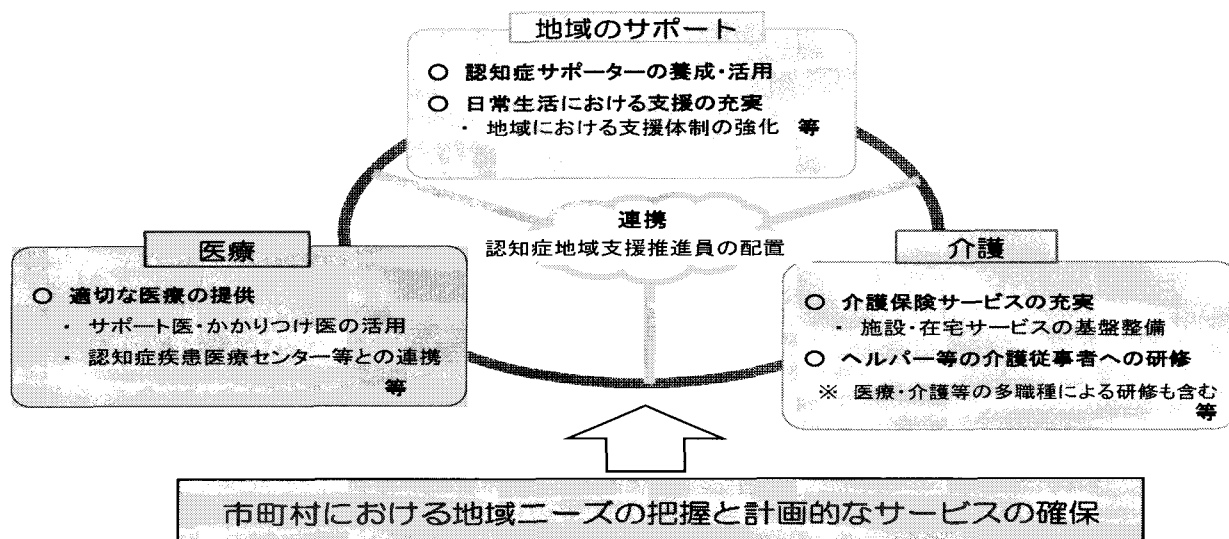 地域のサポート
○ 認知症サポーターの養成・活用
○ 日常生活における支援の充実
・ 地域における支援体制の強化 等
連携
認知症地域支援推進員の配置
医療
○ 適切な医療の提供
・ サポート医・かかりつけ医の活用
・ 認知症疾患医療センター等との連携
等
介護
○ 介護保険サービスの充実
・ 施設・在宅サービスの基盤整備
○ ヘルパー等の介護従事者への研修
※ 医療・介護等の多職種による研修も含む
等
市町村における地域ニーズの把握と計画的なサービスの確保